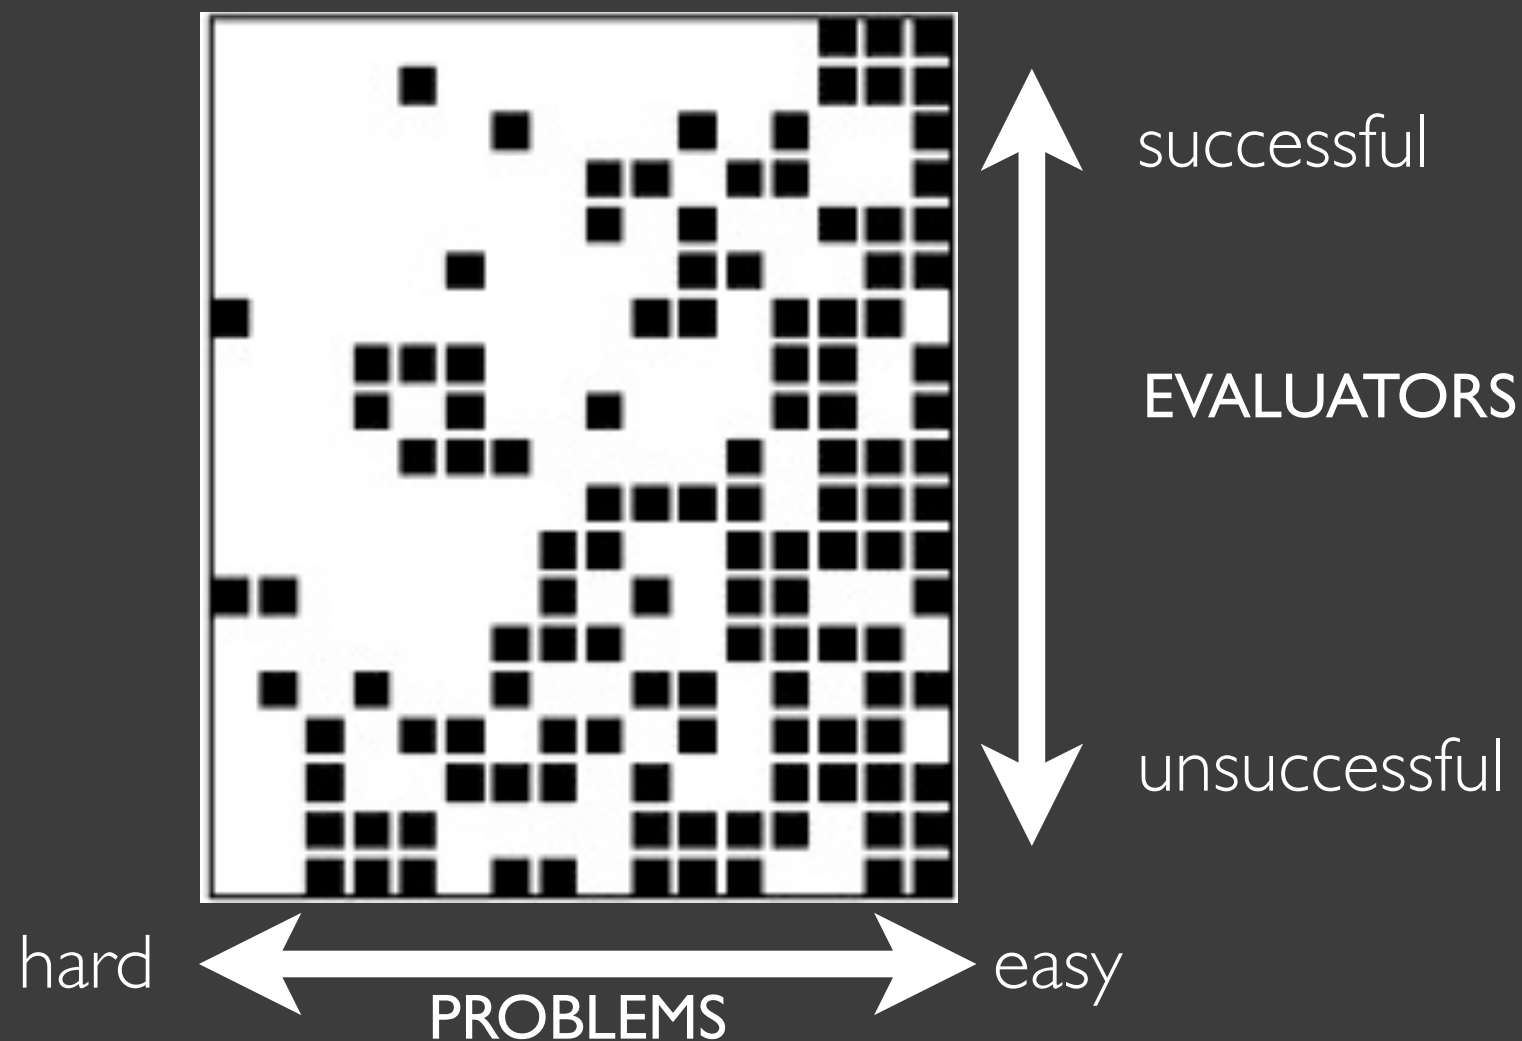 successful
EVALUATORS
unsuccessful
hard
easy
PROBLEMS